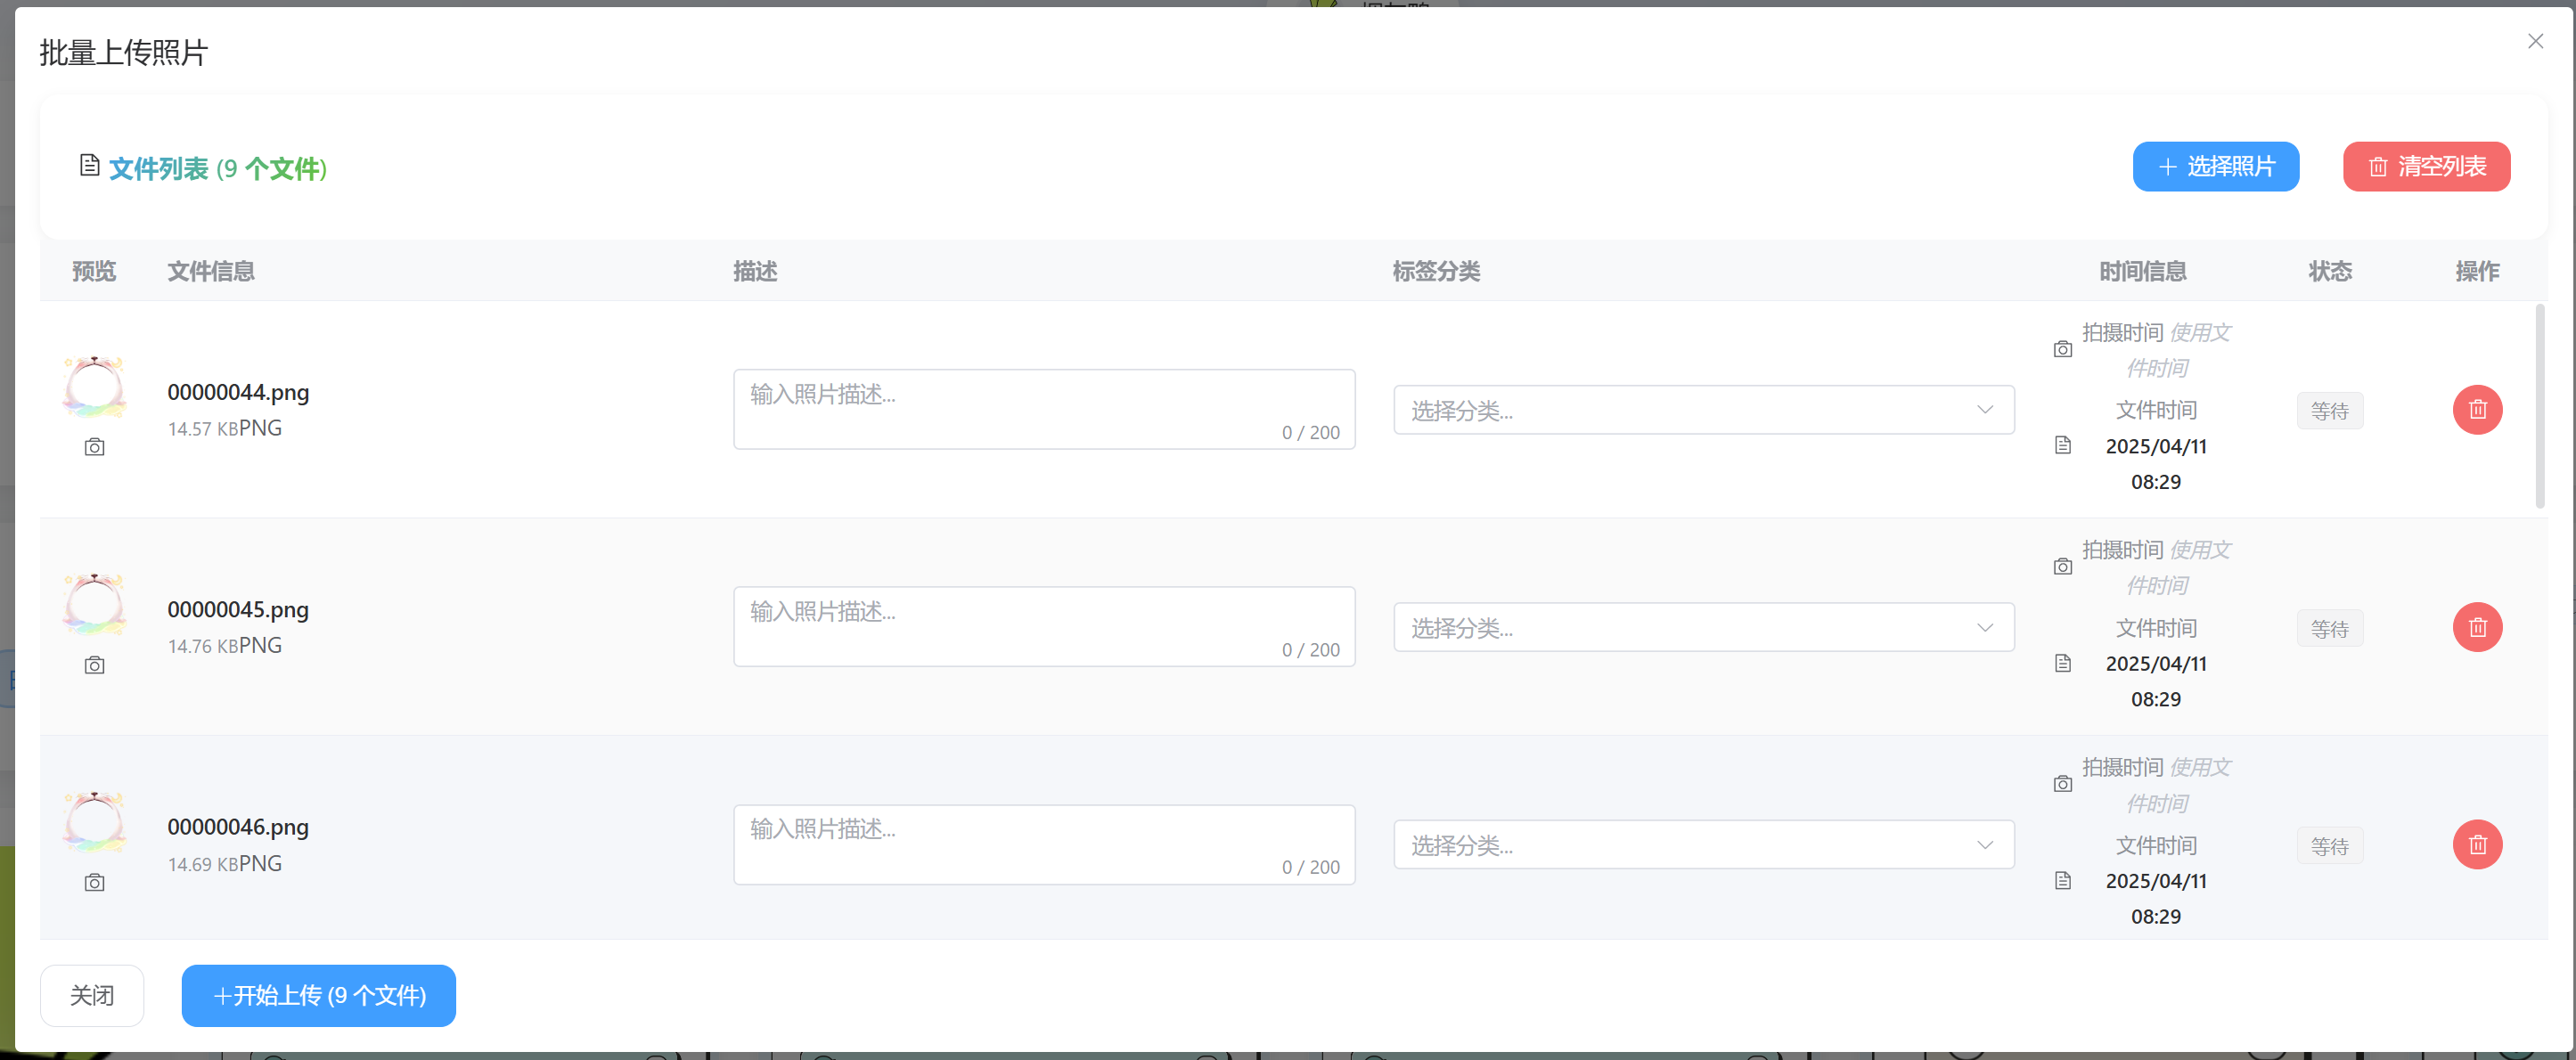 批量上传照片
文件列表 (9 个文件)
选择照片
清空列表
预览 文件信息 描述 标签分类 时间信息 状态 操作
00000044.png
14.57 KBPNG
输入照片描述...
0 / 200
选择分类...
拍摄时间 使用文
件时间
文件时间
2025/04/11
08:29
等待
00000045.png
14.76 KBPNG
输入照片描述...
0 / 200
选择分类...
拍摄时间 使用文
件时间
文件时间
2025/04/11
08:29
等待
00000046.png
14.69 KBPNG
输入照片描述...
0 / 200
选择分类...
拍摄时间 使用文
件时间
文件时间
2025/04/11
08:29
等待
关闭
+开始上传 (9 个文件)